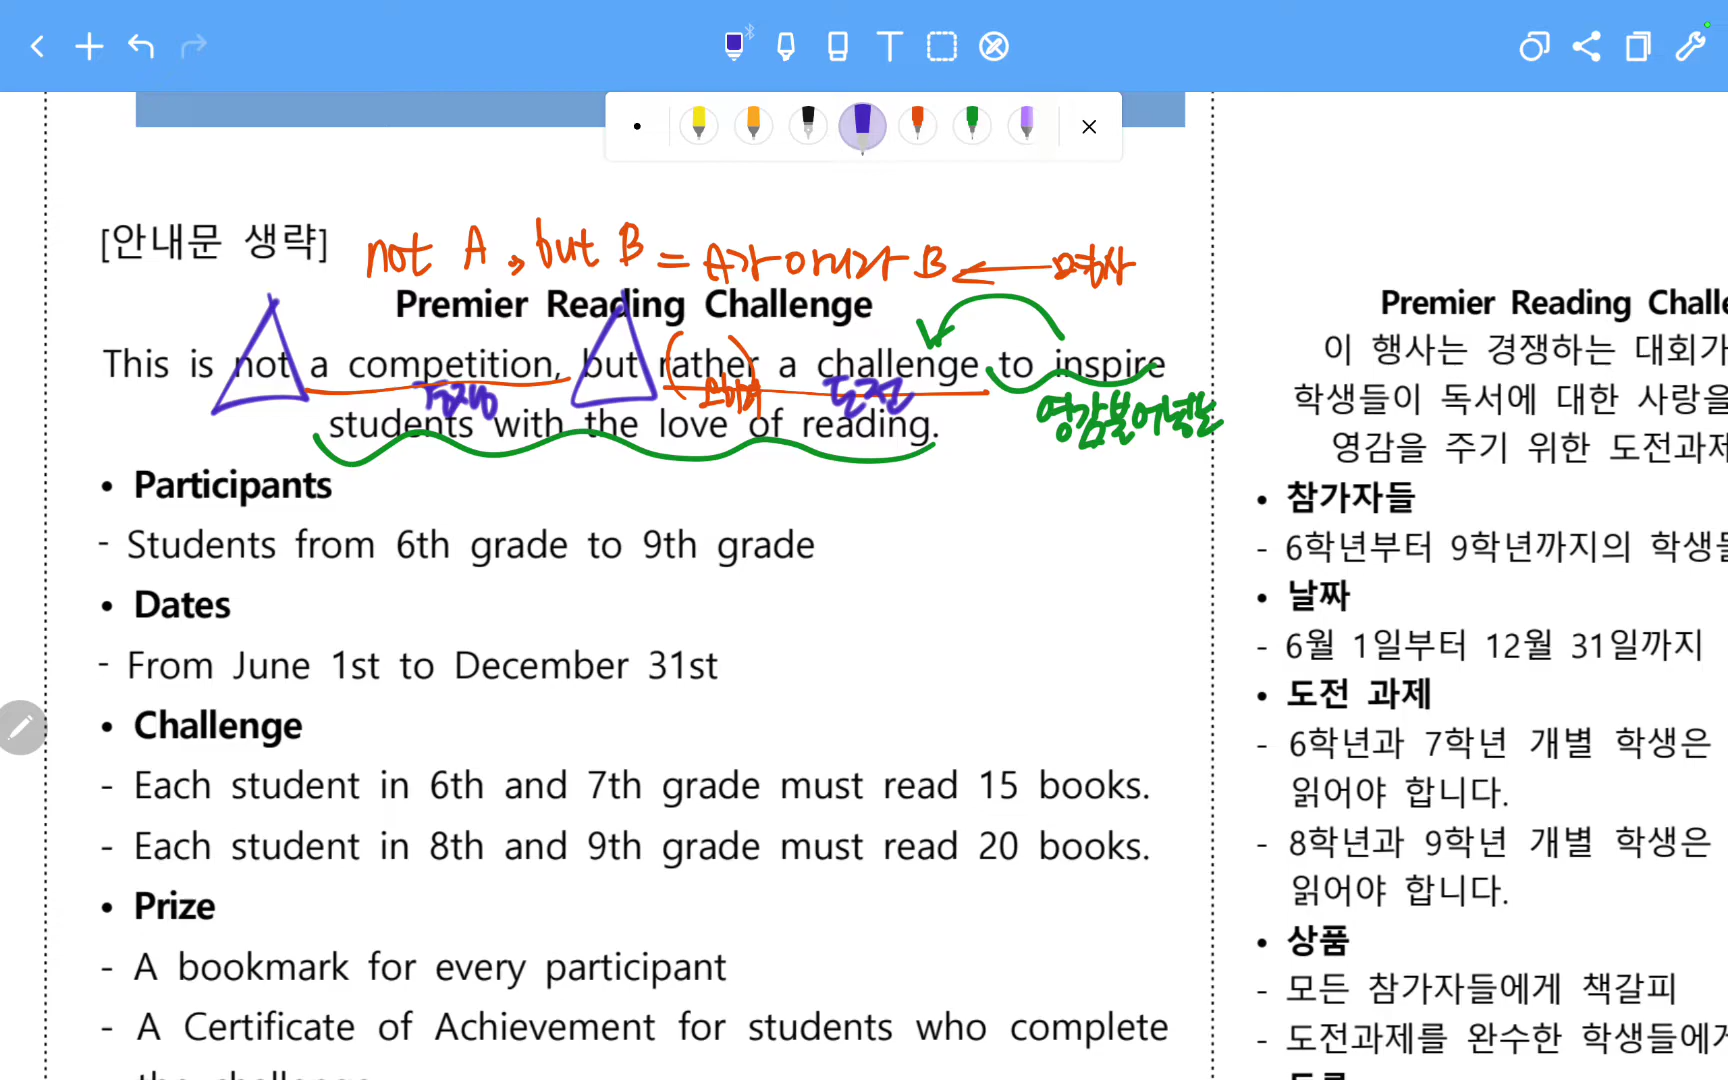 [안내문 생략]
not A, but B = A가 아니라 B ←
Premier Reading Challenge
This is not a competition, but rather a challenge to inspire
오히려 도전
students with the love of reading.
영감불어넣는
• Participants
- Students from 6th grade to 9th grade
• Dates
- From June 1st to December 31st
• Challenge
- Each student in 6th and 7th grade must read 15 books.
- Each student in 8th and 9th grade must read 20 books.
• Prize
- A bookmark for every participant
- A Certificate of Achievement for students who complete
the challenge
Premier Reading Challe
이 행사는 경쟁하는 대회가
학생들이 독서에 대한 사랑을
영감을 주기 위한 도전과제
• 참가자들
- 6학년부터 9학년까지의 학생들
• 날짜
- 6월 1일부터 12월 31일까지
• 도전 과제
- 6학년과 7학년 개별 학생은
읽어야 합니다.
- 8학년과 9학년 개별 학생은
읽어야 합니다.
• 상품
- 모든 참가자들에게 책갈피
- 도전과제를 완수한 학생들에게